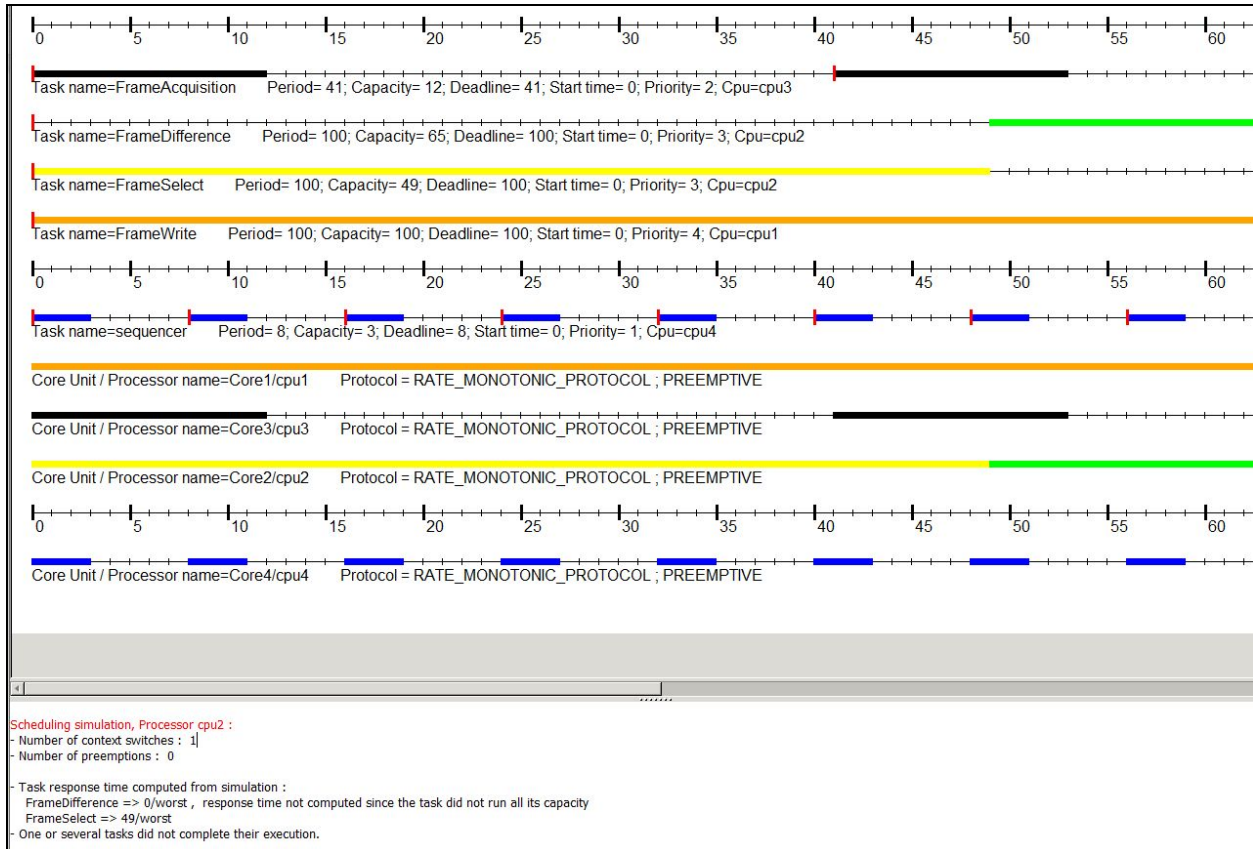 0 5 10 15 20 25 30 35 40 45 50 55 60
Task name=FrameAcquisition Period= 41; Capacity= 12; Deadline= 41; Start time= 0; Priority= 2; Cpu=cpu3
Task name=FrameDifference Period= 100; Capacity= 65; Deadline= 100; Start time= 0; Priority= 3; Cpu=cpu2
Task name=FrameSelect Period= 100; Capacity= 49; Deadline= 100; Start time= 0; Priority= 3; Cpu=cpu2
Task name=FrameWrite Period= 100; Capacity= 100; Deadline= 100; Start time= 0; Priority= 4; Cpu=cpu1
0 5 10 15 20 25 30 35 40 45 50 55 60
Task name=sequencer Period= 8; Capacity= 3; Deadline= 8; Start time= 0; Priority= 1; Cpu=cpu4
Core Unit / Processor name=Core1/cpu1 Protocol = RATE_MONOTONIC_PROTOCOL ; PREEMPTIVE
Core Unit / Processor name=Core3/cpu3 Protocol = RATE_MONOTONIC_PROTOCOL ; PREEMPTIVE
Core Unit / Processor name=Core2/cpu2 Protocol = RATE_MONOTONIC_PROTOCOL ; PREEMPTIVE
0 5 10 15 20 25 30 35 40 45 50 55 60
Core Unit / Processor name=Core4/cpu4 Protocol = RATE_MONOTONIC_PROTOCOL ; PREEMPTIVE
Scheduling simulation, Processor cpu2 :
- Number of context switches : 1
- Number of preemptions : 0
- Task response time computed from simulation :
FrameDifference => 0/worst , response time not computed since the task did not run all its capacity
FrameSelect => 49/worst
- One or several tasks did not complete their execution.